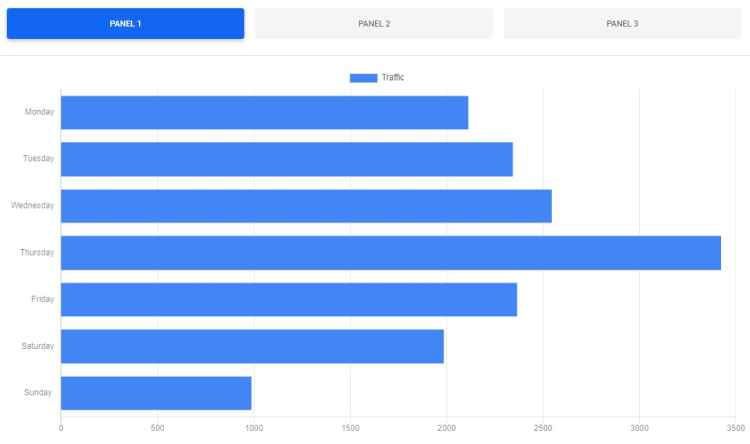 PANEL 1 PANEL 2 PANEL 3
Traffic
Monday
Tuesday
Wednesday
Thursday
Friday
Saturday
Sunday
0 500 1000 1500 2000 2500 3000 3500